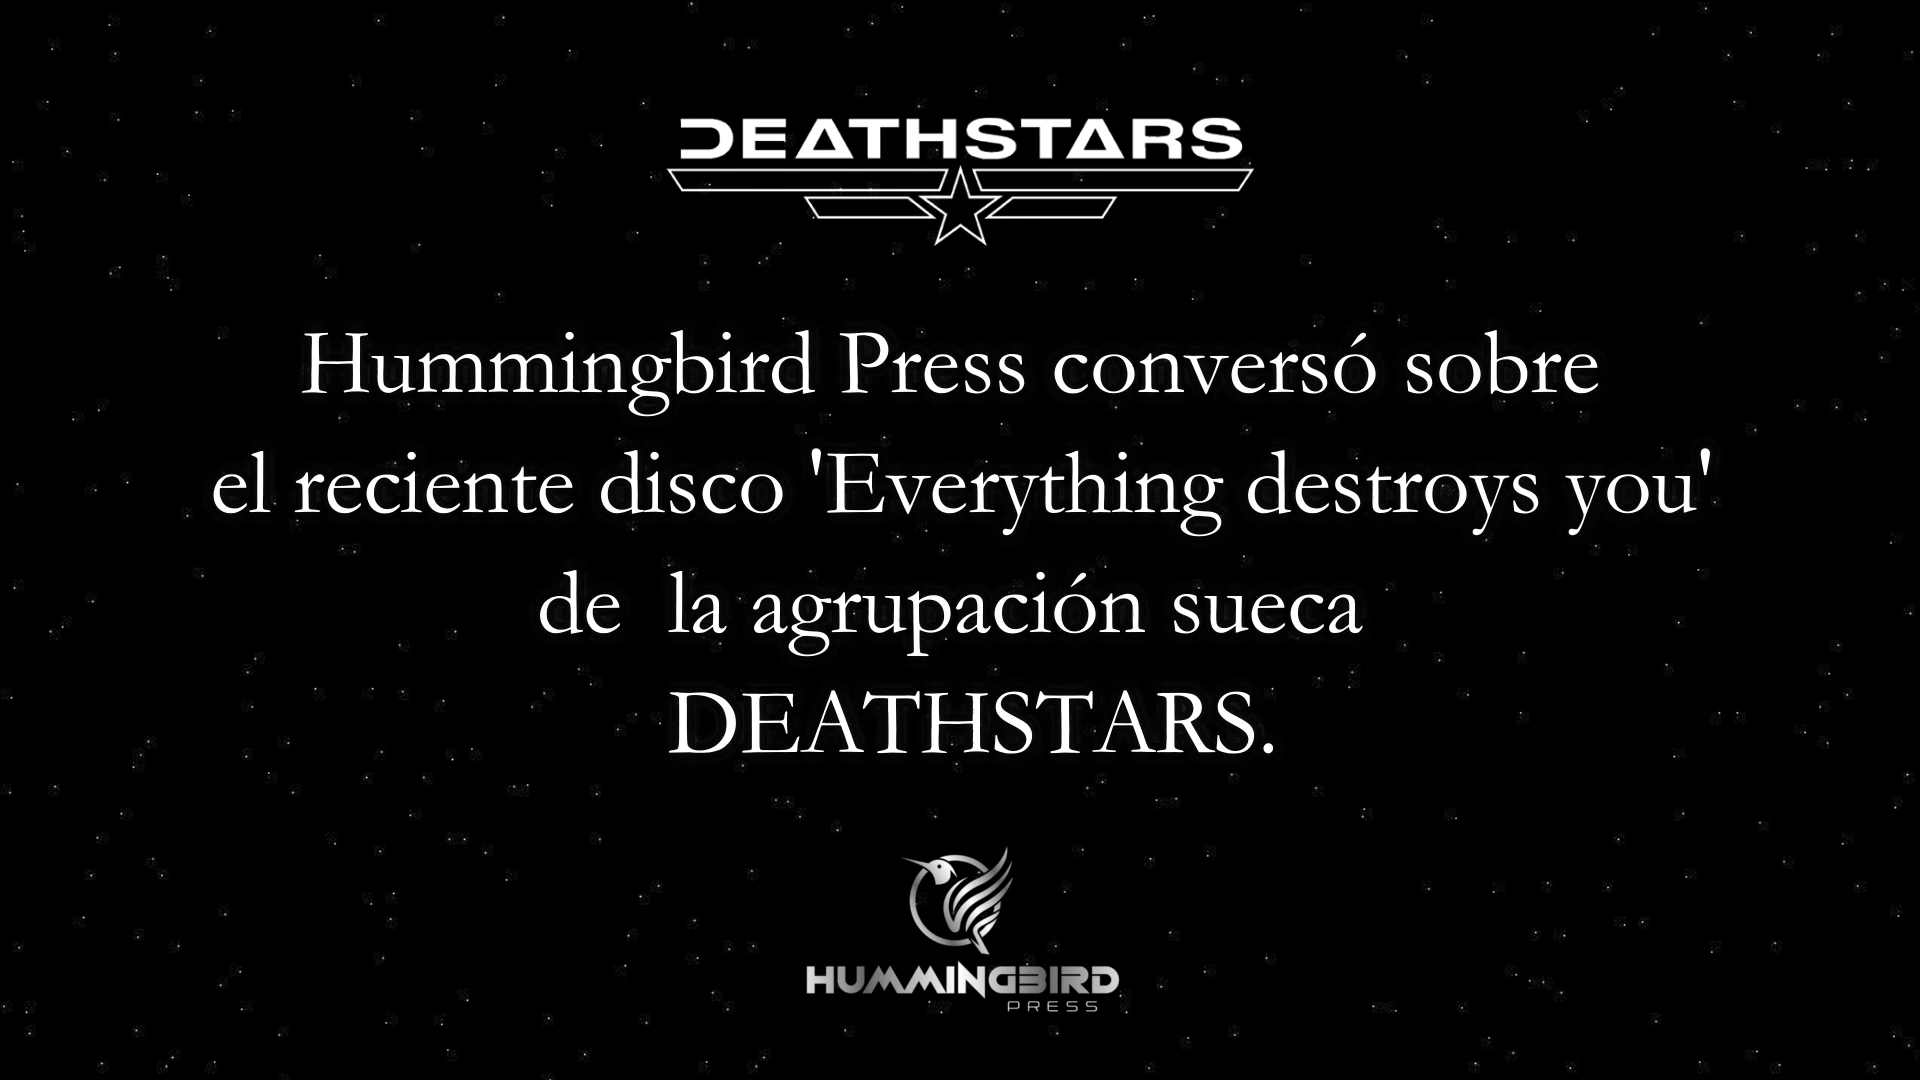 DEATHSTARS
Hummingbird Press conversó sobre
el reciente disco 'Everything destroys you'
de la agrupación sueca
DEATHSTARS.
HUMMINGBIRD
PRESS